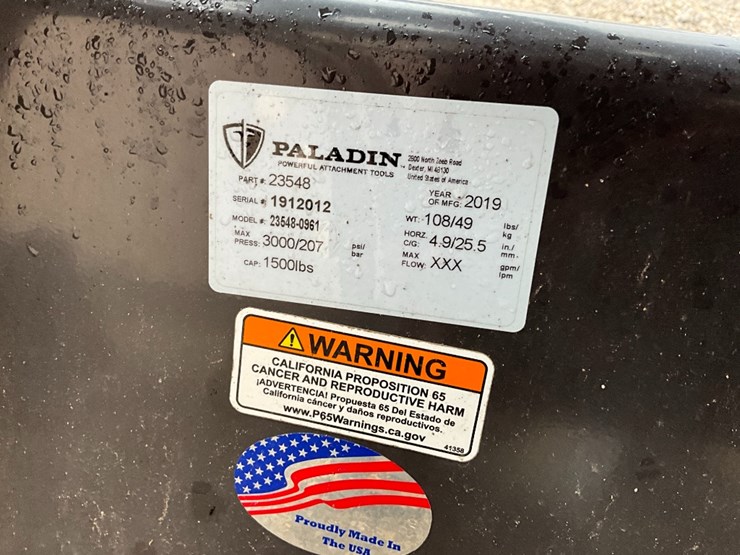 PALADIN
POWERFUL ATTACHMENT TOOLS
2800 North Zeeb Road
Dexter, MI 48130
United States of America
PART #: 23548
SERIAL #: 1912012
MODEL #: 23548-0961
MAX PRESS: 3000/207 psi/ bar
CAP: 1500lbs
YEAR OF MFG: 2019
WT: 108/49 lbs/ kg
HORZ C/G: 4.9/25.5 in./ mm.
MAX FLOW: XXX gpm/ lpm
WARNING
CALIFORNIA PROPOSITION 65
CANCER AND REPRODUCTIVE HARM
¡ADVERTENCIA! Propuesta 65 Del Estado de
California cáncer y daños reproductivos.
www.P65Warnings.ca.gov
41358
Proudly Made In
The USA